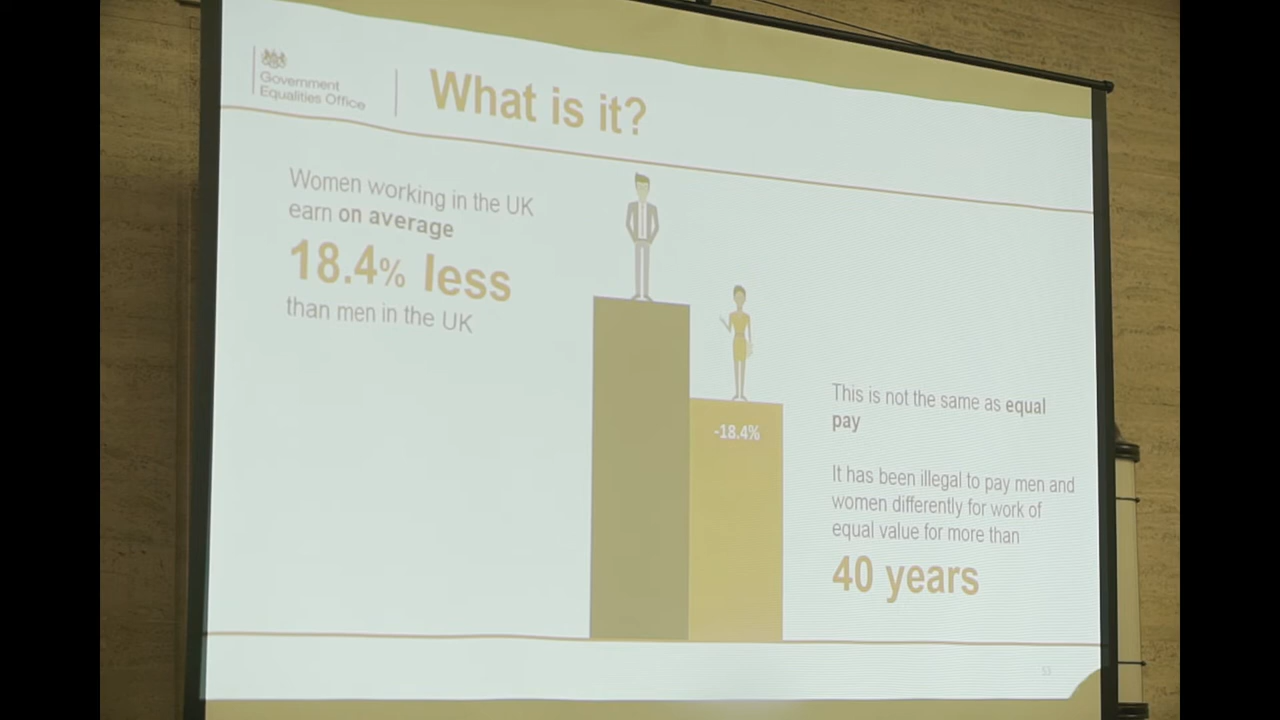 Government
Equalities Office
What is it?
Women working in the UK
earn on average
18.4% less
than men in the UK
-18.4%
This is not the same as equal
pay
It has been illegal to pay men and
women differently for work of
equal value for more than
40 years